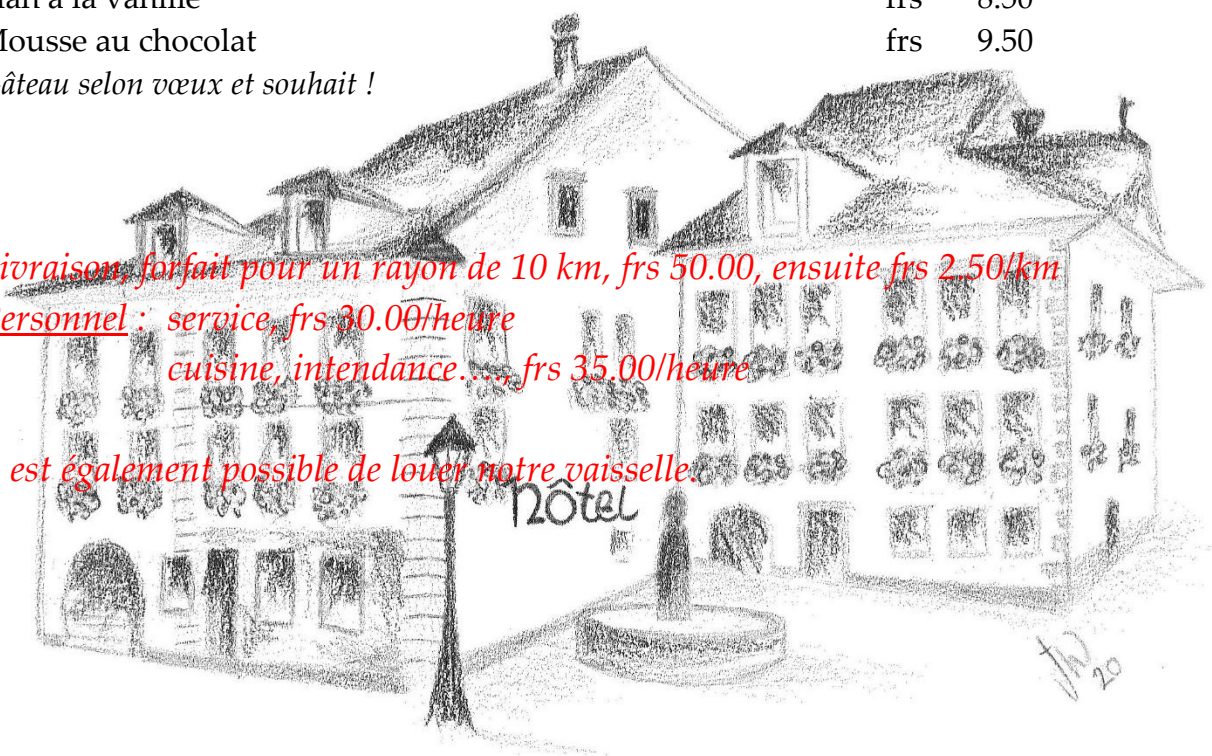 à la vanille frs 8.50
Mousse au chocolat frs 9.50
âteau selon vœux et souhait !
ivraison, forfait pour un rayon de 10 km, frs 50.00, ensuite frs 2.50/km
ersonnel : service, frs 30.00/heure
cuisine, intendance…., frs 35.00/heure
est également possible de louer notre vaisselle.
hôtel
20